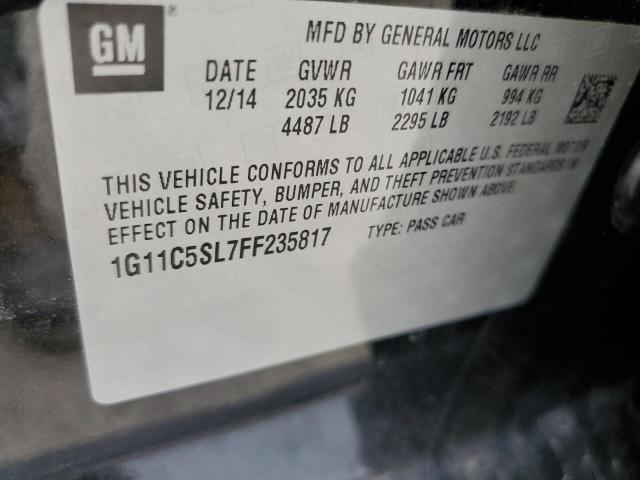 GM®
MFD BY GENERAL MOTORS LLC
DATE GVWR GAWR FRT GAWR RR
12/14 2035 KG 1041 KG 994 KG
4487 LB 2295 LB 2192 LB
THIS VEHICLE CONFORMS TO ALL APPLICABLE U.S. FEDERAL MOTOR
VEHICLE SAFETY, BUMPER, AND THEFT PREVENTION STANDARDS IN
EFFECT ON THE DATE OF MANUFACTURE SHOWN ABOVE.
1G11C5SL7FF235817 TYPE: PASS CAR